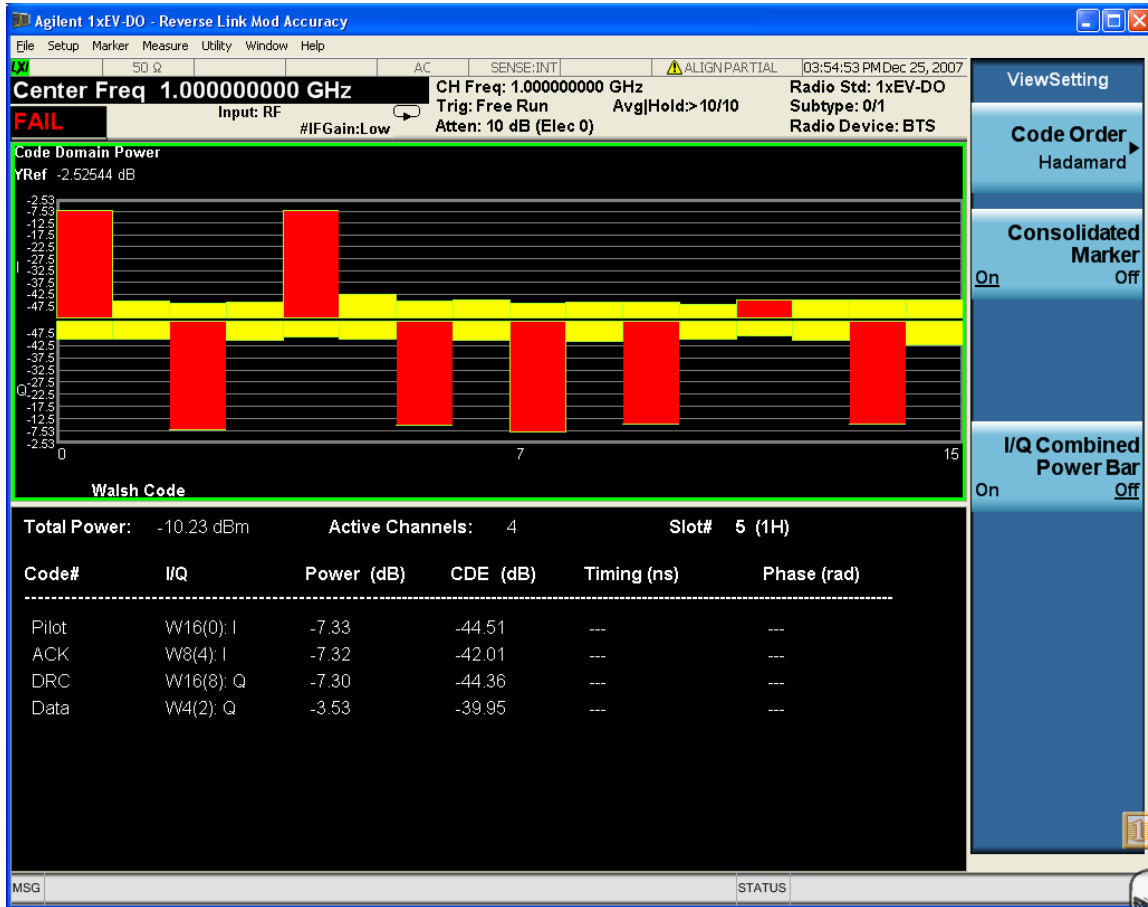 Agilent 1xEV-DO - Reverse Link Mod Accuracy
File Setup Marker Measure Utility Window Help
LXI 50 Ω AC SENSE:INT ALIGN PARTIAL 03:54:53 PM Dec 25, 2007
Center Freq 1.000000000 GHz
FAIL
Input: RF
#IFGain:Low
CH Freq: 1.000000000 GHz
Trig: Free Run Avg|Hold:>10/10
Atten: 10 dB (Elec 0)
Radio Std: 1xEV-DO
Subtype: 0/1
Radio Device: BTS
Code Domain Power
YRef -2.52544 dB
-2.53
-7.53
-12.5
-17.5
-22.5
-27.5
I
-32.5
-37.5
-42.5
-47.5
-47.5
-42.5
-37.5
-32.5
-27.5
Q
-22.5
-17.5
-12.5
-7.53
-2.53
0 7 15
Walsh Code
Total Power: -10.23 dBm Active Channels: 4 Slot# 5 (1H)
Code# I/Q Power (dB) CDE (dB) Timing (ns) Phase (rad)
Pilot W16(0): I -7.33 -44.51 --- ---
ACK W8(4): I -7.32 -42.01 --- ---
DRC W16(8): Q -7.30 -44.36 --- ---
Data W4(2): Q -3.53 -39.95 --- ---
ViewSetting
Code Order
Hadamard
Consolidated
Marker
On Off
I/Q Combined
Power Bar
On Off
1
MSG STATUS